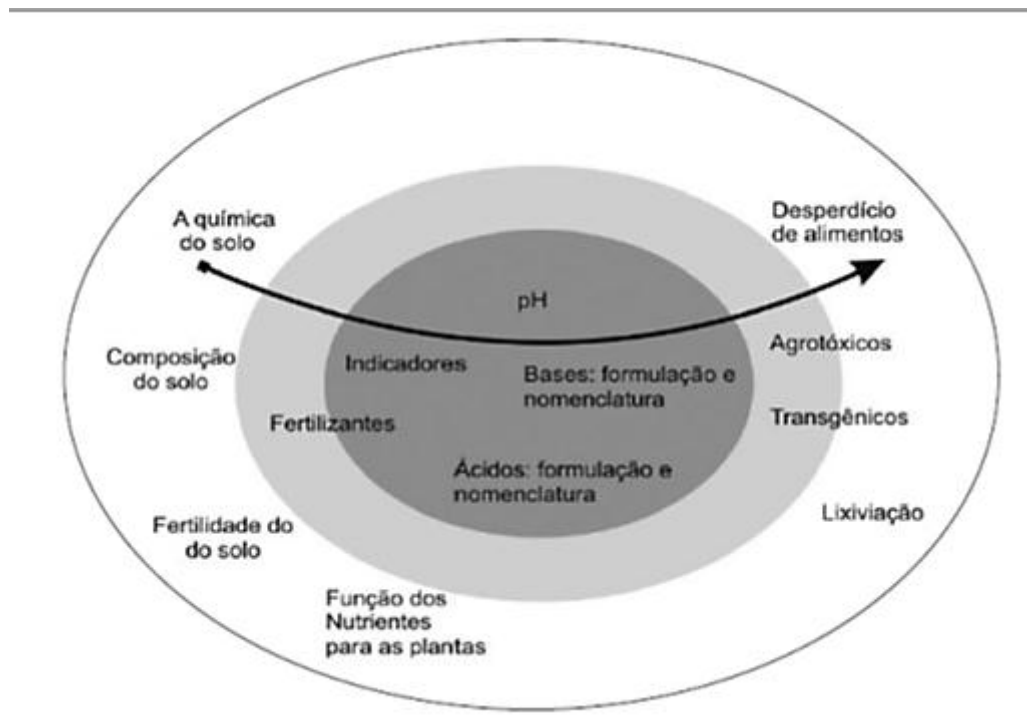 A química
do solo
Desperdício
de alimentos
pH
Composição
do solo
Indicadores
Bases: formulação e
nomenclatura
Agrotóxicos
Fertilizantes
Transgênicos
Ácidos: formulação e
nomenclatura
Fertilidade do
do solo
Lixiviação
Função dos
Nutrientes
para as plantas